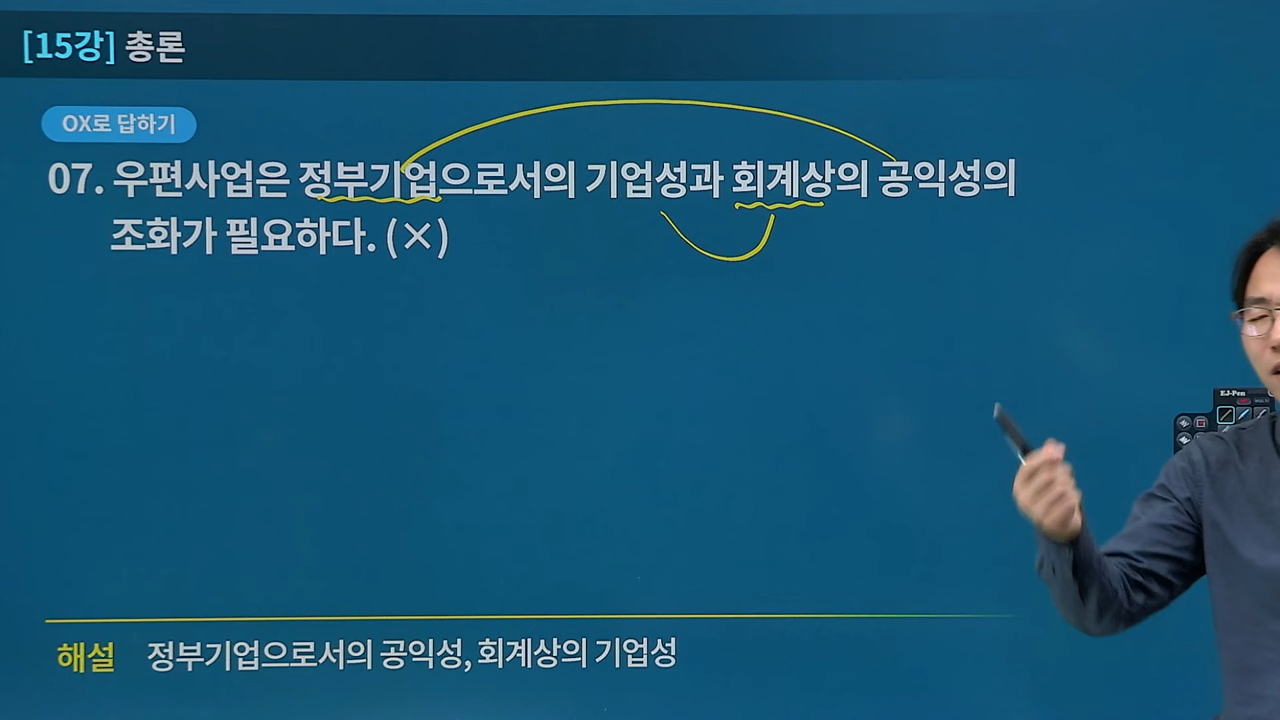 [15강] 총론
OX로 답하기
07. 우편사업은 정부기업으로서의 기업성과 회계상의 공익성의
조화가 필요하다. (×)
EJ-Pen
해설 정부기업으로서의 공익성, 회계상의 기업성